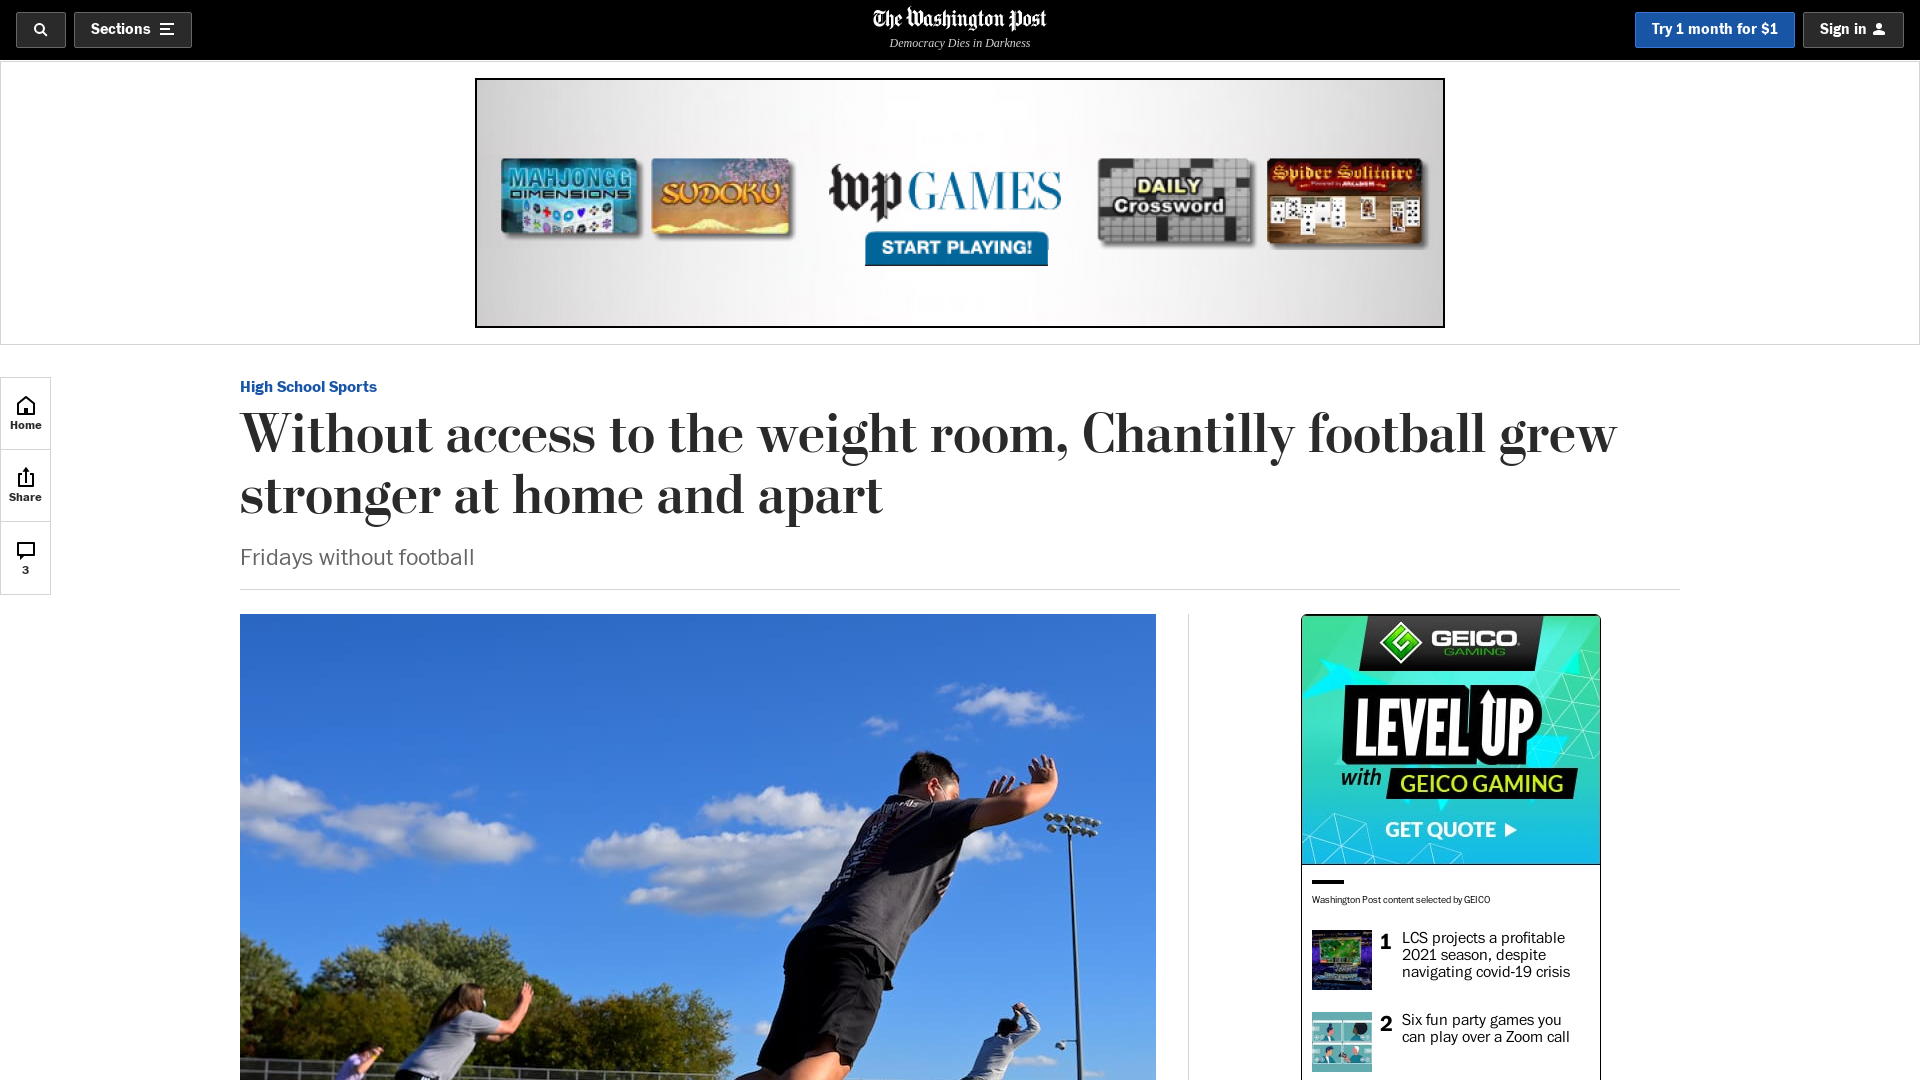 Sections
The Washington Post
Democracy Dies in Darkness
Try 1 month for $1
Sign in
MAHJONGG
DIMENSIONS
SUDOKU
wp GAMES
START PLAYING!
DAILY
Crossword
Spider Solitaire
Home
Share
3
High School Sports
Without access to the weight room, Chantilly football grew
stronger at home and apart
Fridays without football
GEICO
GAMING
LEVEL UP
with GEICO GAMING
GET QUOTE
Washington Post content selected by GEICO
1 LCS projects a profitable
2021 season, despite
navigating covid-19 crisis
2 Six fun party games you
can play over a Zoom call